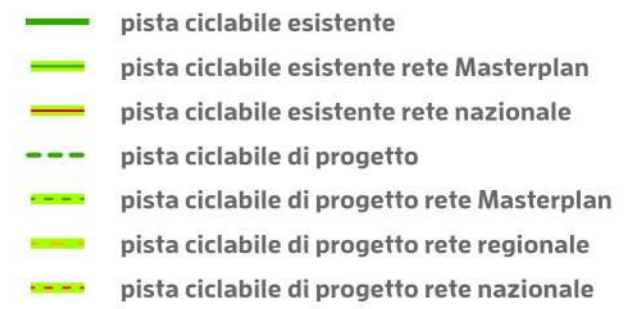 pista ciclabile esistente
pista ciclabile esistente rete Masterplan
pista ciclabile esistente rete nazionale
pista ciclabile di progetto
pista ciclabile di progetto rete Masterplan
pista ciclabile di progetto rete regionale
pista ciclabile di progetto rete nazionale